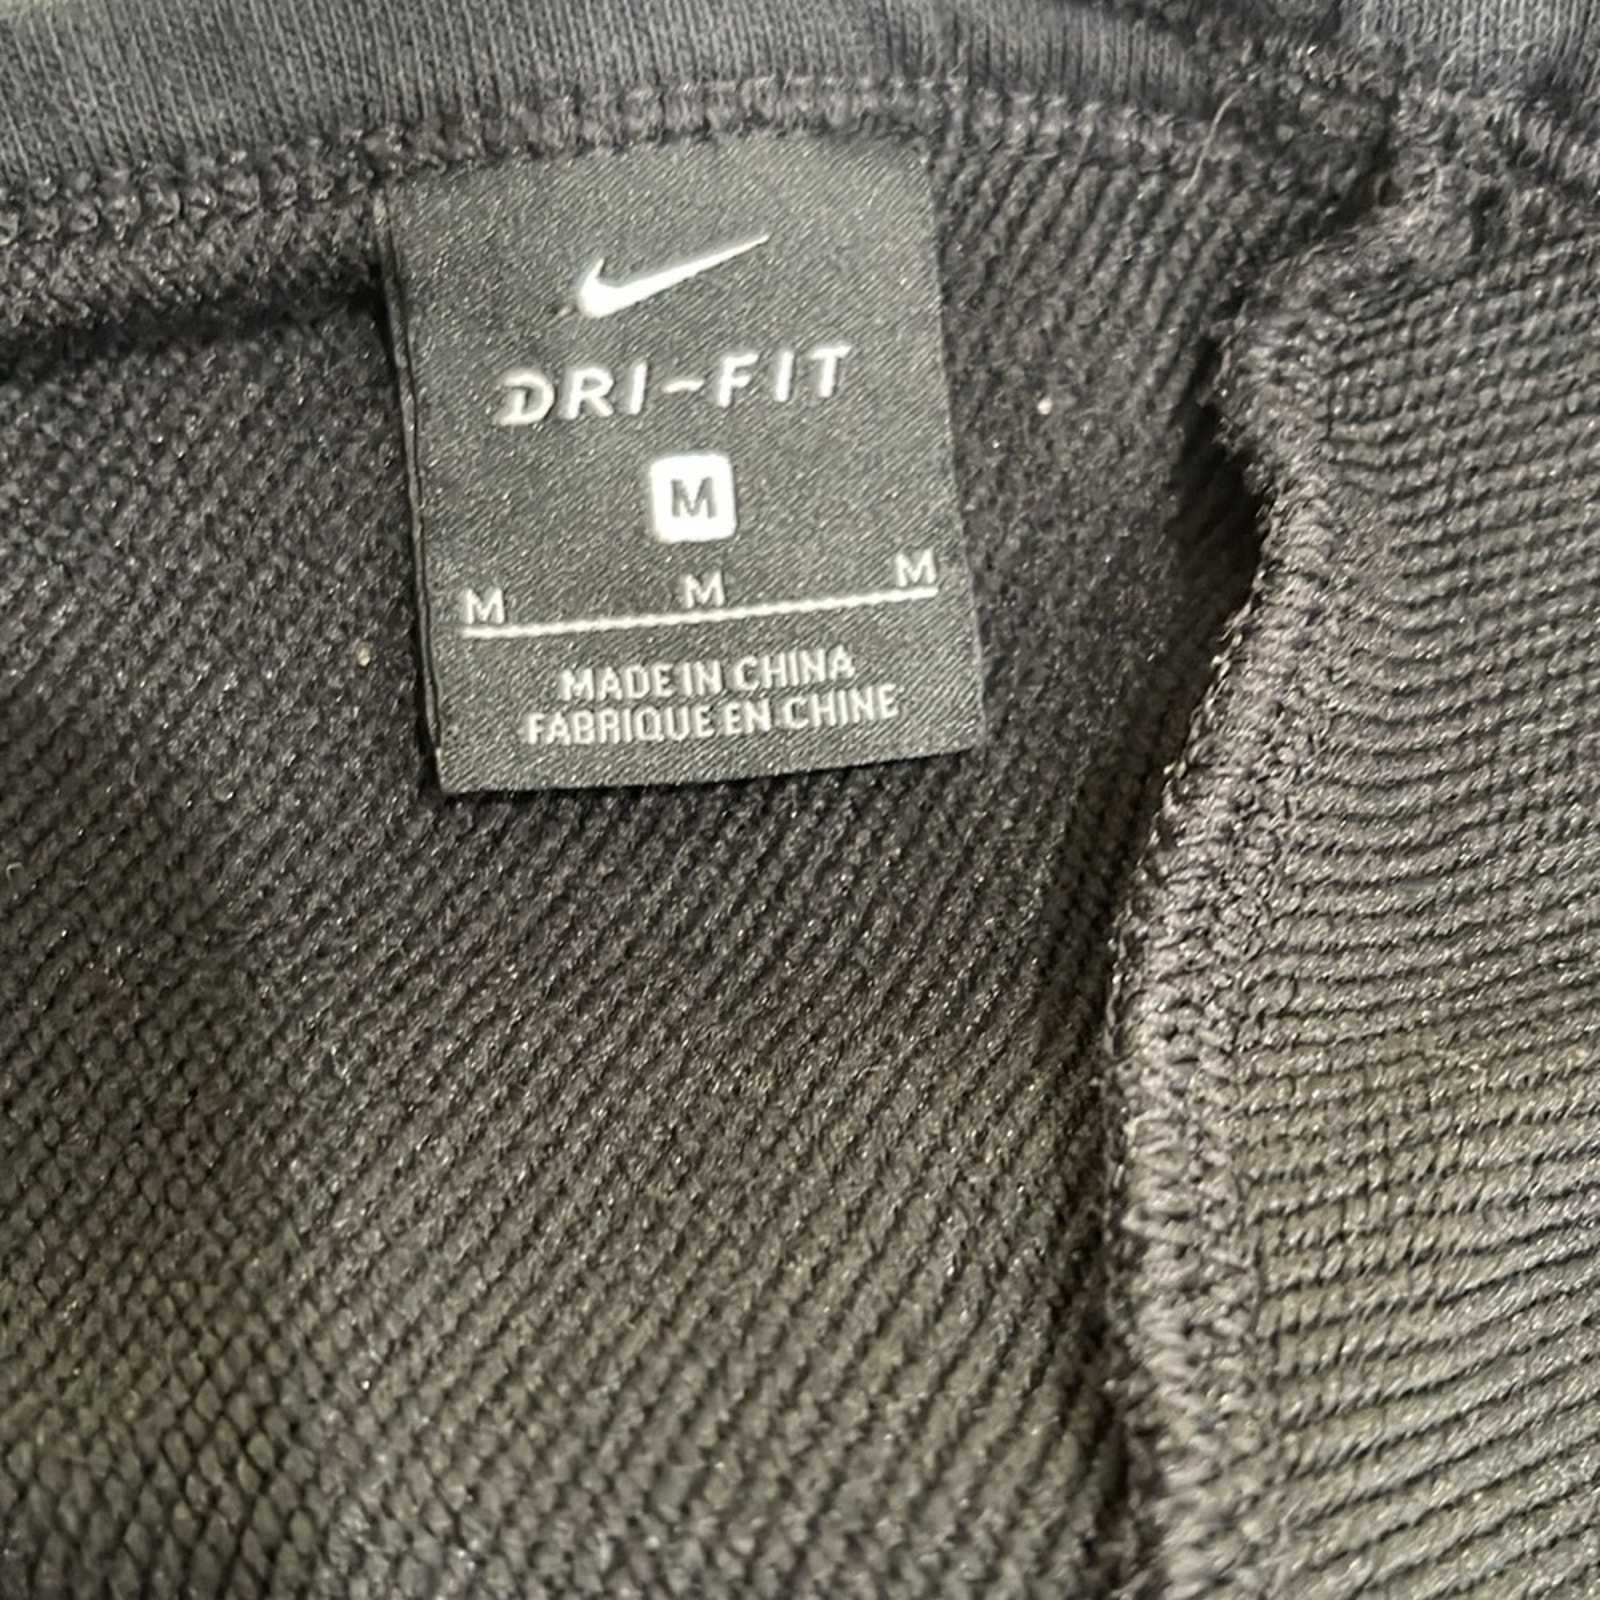 DRI-FIT
M
M M M
MADE IN CHINA
FABRIQUE EN CHINE